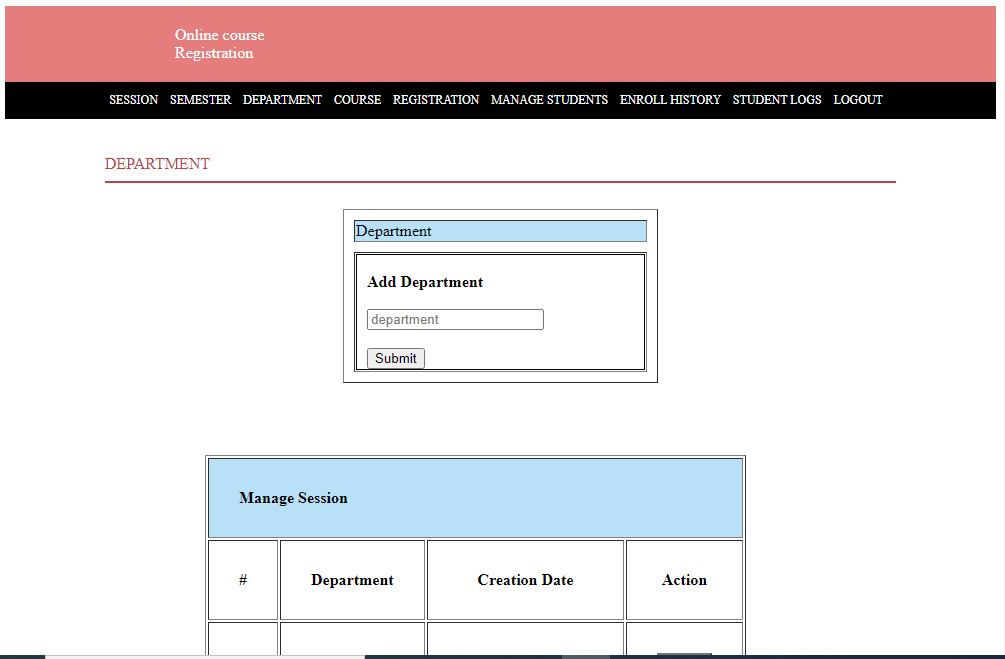 Online course
Registration
SESSION SEMESTER DEPARTMENT COURSE REGISTRATION MANAGE STUDENTS ENROLL HISTORY STUDENT LOGS LOGOUT
DEPARTMENT
Department
Add Department
department
Submit
Manage Session
# Department Creation Date Action